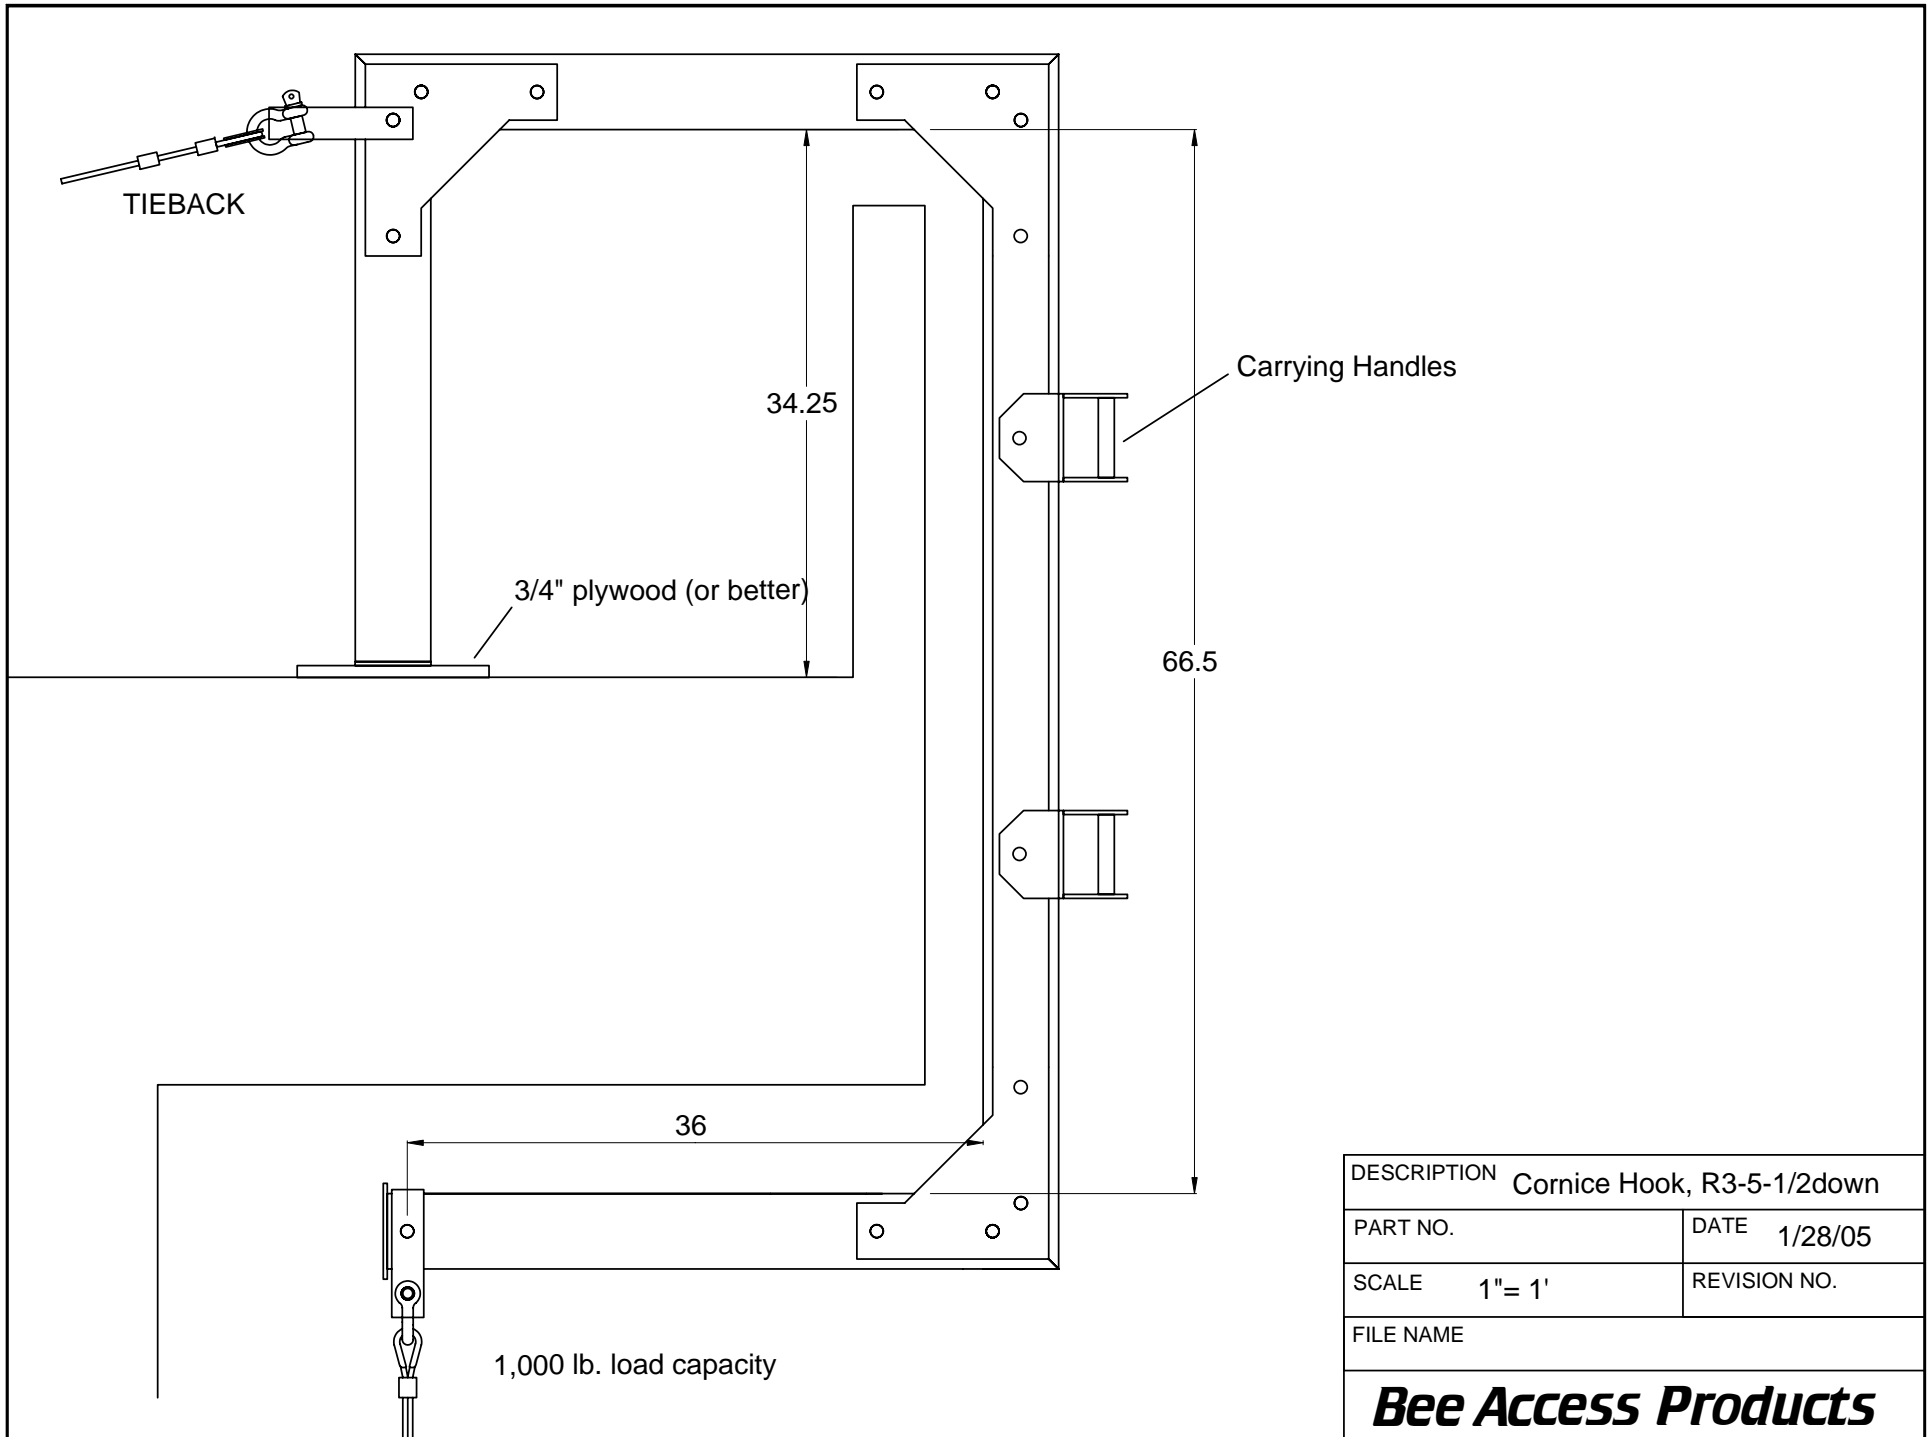 TIEBACK
Carrying Handles
34.25
3/4" plywood (or better)
66.5
36
1,000 lb. load capacity
DESCRIPTION Cornice Hook, R3-5-1/2down
PART NO.
DATE 1/28/05
SCALE 1"= 1'
REVISION NO.
FILE NAME
Bee Access Products